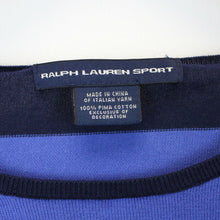 RALPH LAUREN SPORT
MADE IN CHINA
OF ITALIAN YARN
100% PIMA COTTON
EXCLUSIVE OF
DECORATION